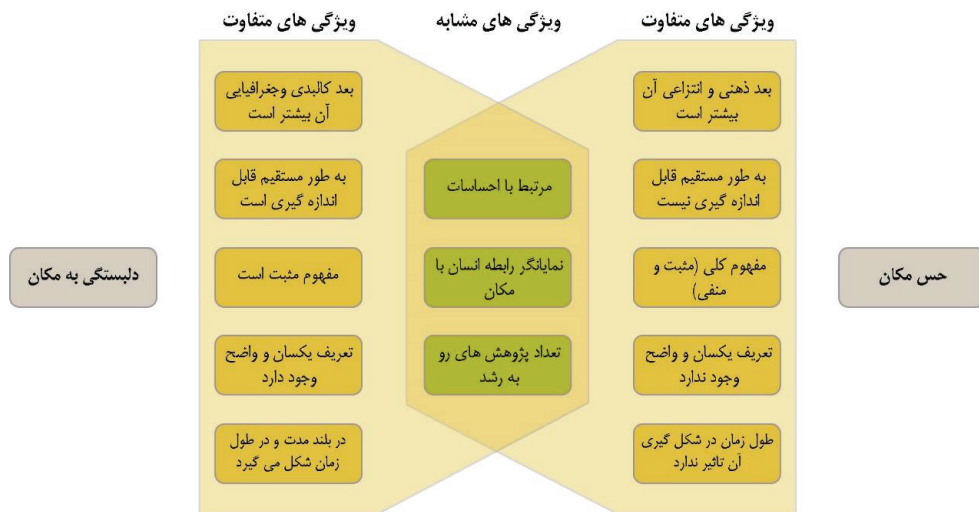 ویژگی های متفاوت
ویژگی های مشابه
ویژگی های متفاوت
حس مکان
بعد ذهنی و انتزاعی آن
بیشتر است
به طور مستقیم قابل
اندازه گیری نیست
مفهوم کلی (مثبت و
منفی)
تعریف یکسان و واضح
وجود ندارد
طول زمان در شکل گیری
آن تاثیر ندارد
مرتبط با احساسات
نمایانگر رابطه انسان با
مکان
تعداد پژوهش های رو
به رشد
بعد کالبدی وجغرافیایی
آن بیشتر است
به طور مستقیم قابل
اندازه گیری است
مفهوم مثبت است
تعریف یکسان و واضح
وجود دارد
در بلند مدت و در طول
زمان شکل می گیرد
دلبستگی به مکان